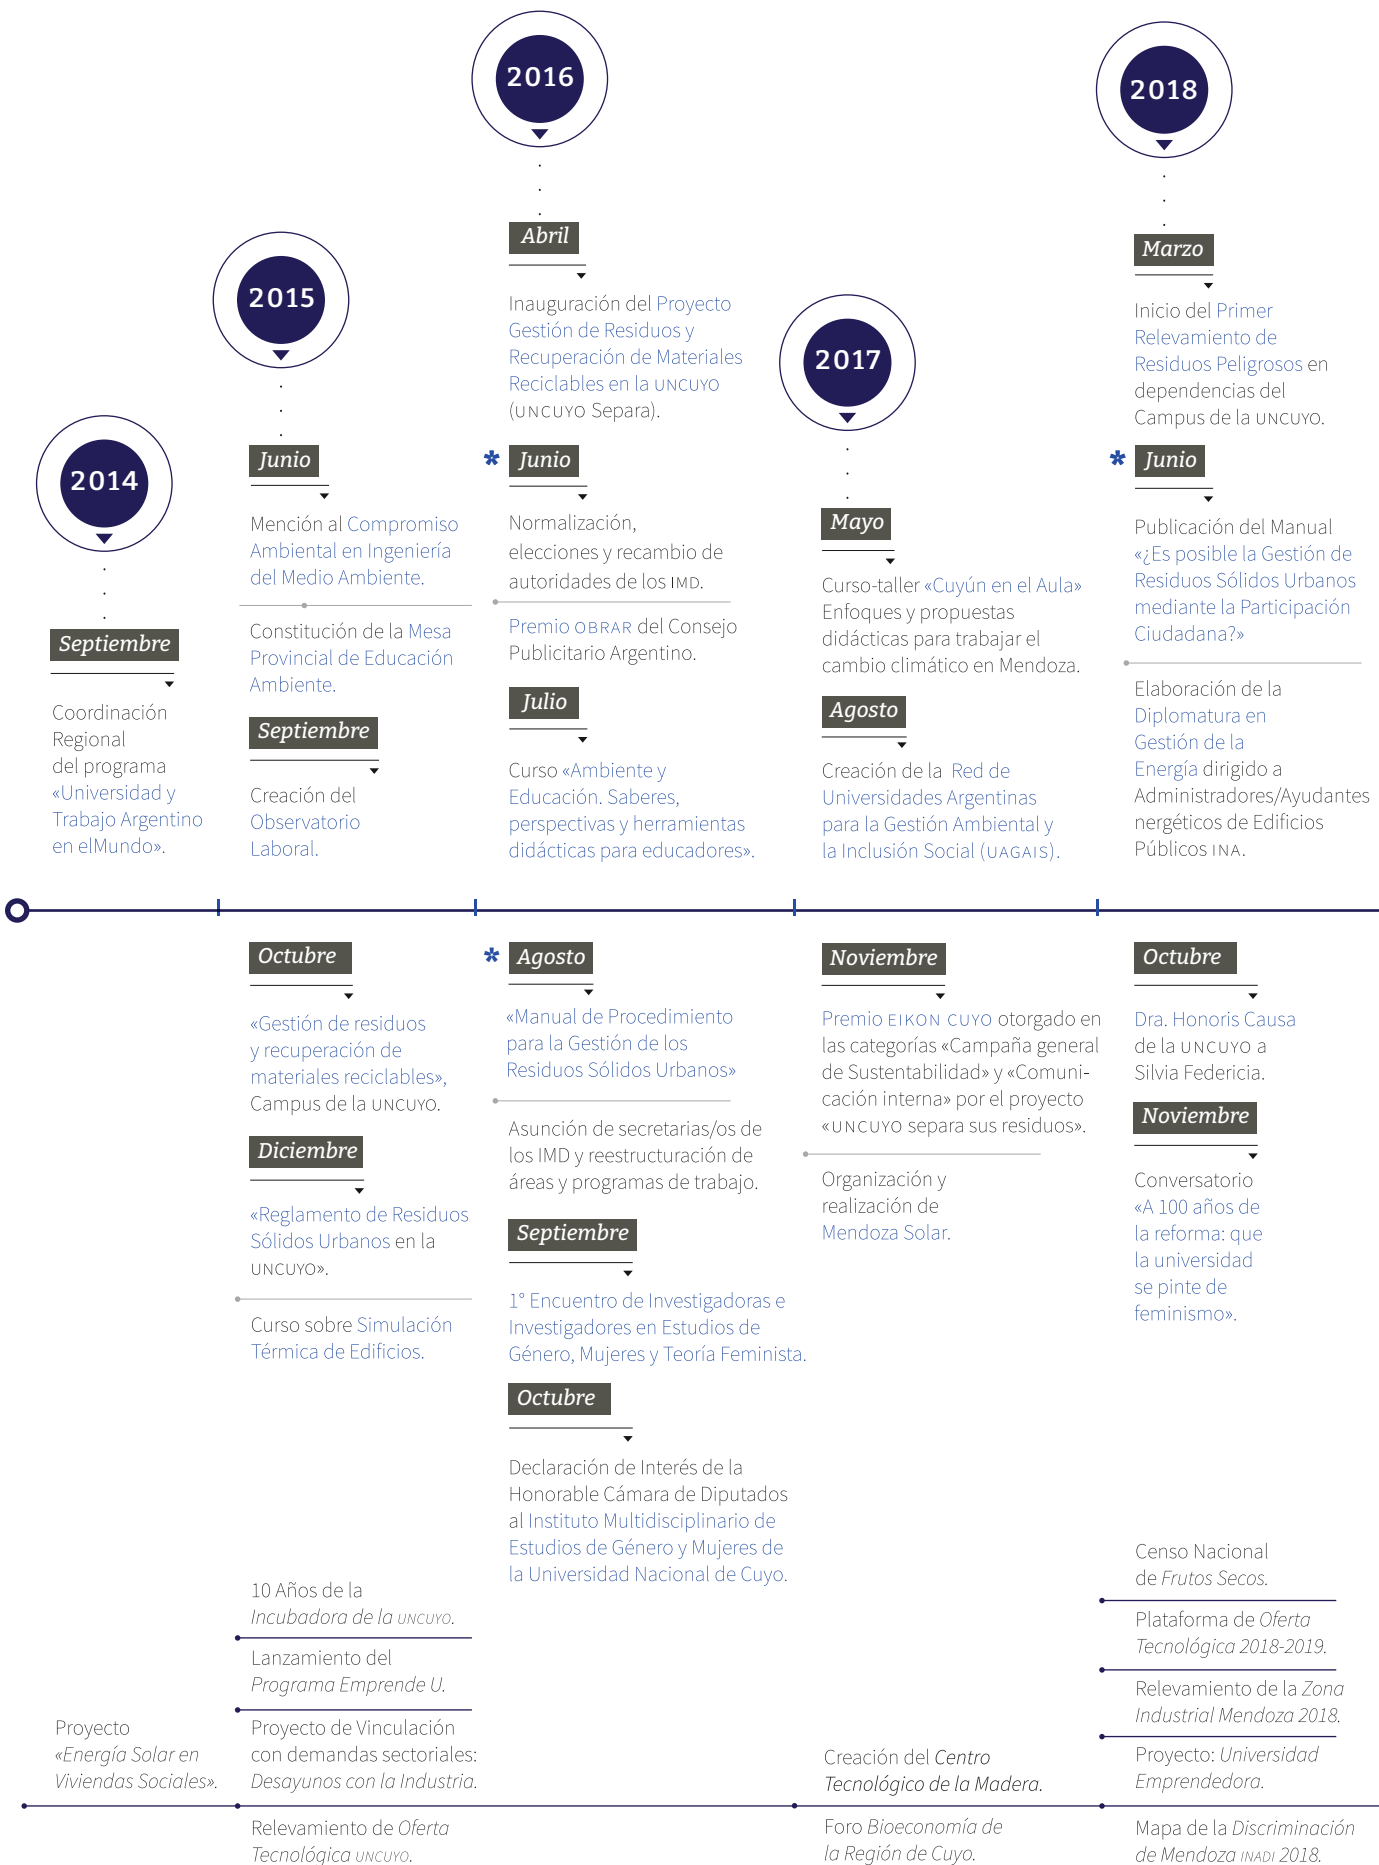 2014
Septiembre
Coordinación
Regional
del programa
«Universidad y
Trabajo Argentino
en elMundo».
2015
Junio
Mención al Compromiso
Ambiental en Ingeniería
del Medio Ambiente.
Constitución de la Mesa
Provincial de Educación
Ambiente.
Septiembre
Creación del
Observatorio
Laboral.
Octubre
«Gestión de residuos
y recuperación de
materiales reciclables»,
Campus de la UNCUYO.
Diciembre
«Reglamento de Residuos
Sólidos Urbanos en la
UNCUYO».
Curso sobre Simulación
Térmica de Edificios.
2016
Abril
Inauguración del Proyecto
Gestión de Residuos y
Recuperación de Materiales
Reciclables en la UNCUYO
(UNCUYO Separa).
* Junio
Normalización,
elecciones y recambio de
autoridades de los IMD.
Premio OBRAR del Consejo
Publicitario Argentino.
Julio
Curso «Ambiente y
Educación. Saberes,
perspectivas y herramientas
didácticas para educadores».
* Agosto
«Manual de Procedimiento
para la Gestión de los
Residuos Sólidos Urbanos»
Asunción de secretarias/os de
los IMD y reestructuración de
áreas y programas de trabajo.
Septiembre
1° Encuentro de Investigadoras e
Investigadores en Estudios de
Género, Mujeres y Teoría Feminista.
Octubre
Declaración de Interés de la
Honorable Cámara de Diputados
al Instituto Multidisciplinario de
Estudios de Género y Mujeres de
la Universidad Nacional de Cuyo.
2017
Mayo
Curso-taller «Cuyún en el Aula»
Enfoques y propuestas
didácticas para trabajar el
cambio climático en Mendoza.
Agosto
Creación de la Red de
Universidades Argentinas
para la Gestión Ambiental y
la Inclusión Social (UAGAIS).
Noviembre
Premio EIKON CUYO otorgado en
las categorías «Campaña general
de Sustentabilidad» y «Comuni-
cación interna» por el proyecto
«UNCUYO separa sus residuos».
Organización y
realización de
Mendoza Solar.
2018
Marzo
Inicio del Primer
Relevamiento de
Residuos Peligrosos en
dependencias del
Campus de la UNCUYO.
* Junio
Publicación del Manual
«¿Es posible la Gestión de
Residuos Sólidos Urbanos
mediante la Participación
Ciudadana?»
Elaboración de la
Diplomatura en
Gestión de la
Energía dirigido a
Administradores/Ayudantes
nergéticos de Edificios
Públicos INA.
Octubre
Dra. Honoris Causa
de la UNCUYO a
Silvia Federicia.
Noviembre
Conversatorio
«A 100 años de
la reforma: que
la universidad
se pinte de
feminismo».
Proyecto
«Energía Solar en
Viviendas Sociales».
10 Años de la
Incubadora de la UNCUYO.
Lanzamiento del
Programa Emprende U.
Proyecto de Vinculación
con demandas sectoriales:
Desayunos con la Industria.
Relevamiento de Oferta
Tecnológica UNCUYO.
Creación del Centro
Tecnológico de la Madera.
Foro Bioeconomía de
la Región de Cuyo.
Censo Nacional
de Frutos Secos.
Plataforma de Oferta
Tecnológica 2018-2019.
Relevamiento de la Zona
Industrial Mendoza 2018.
Proyecto: Universidad
Emprendedora.
Mapa de la Discriminación
de Mendoza INADI 2018.